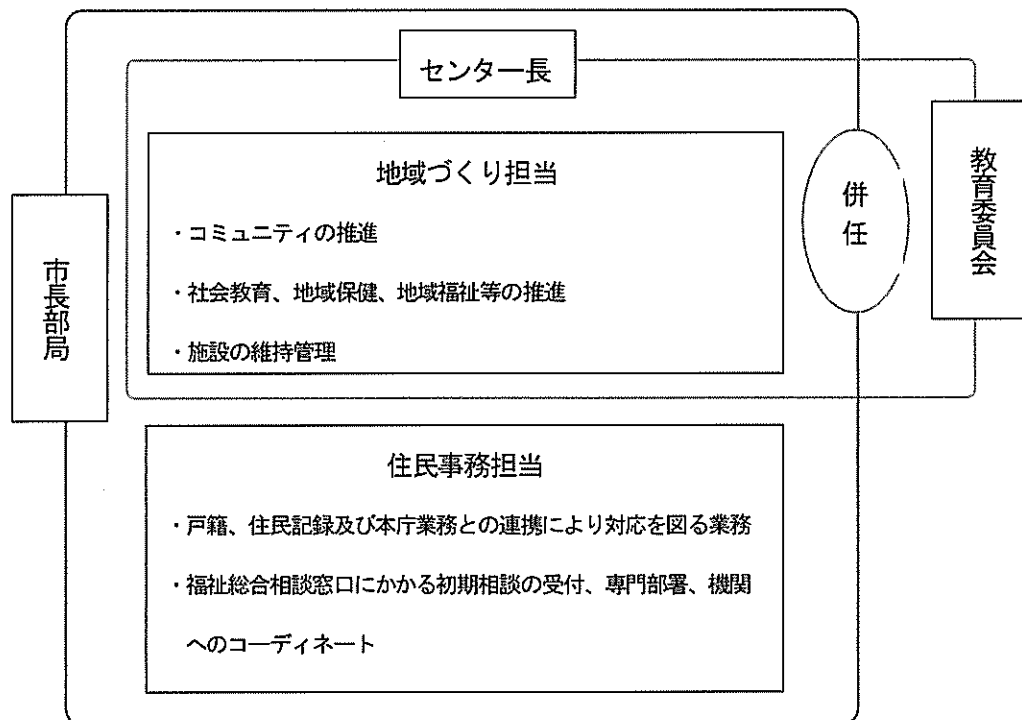 センター長
地域づくり担当
・コミュニティの推進
・社会教育、地域保健、地域福祉等の推進
・施設の維持管理
併任
教育委員会
市長部局
住民事務担当
・戸籍、住民記録及び本庁業務との連携により対応を図る業務
・福祉総合相談窓口にかかる初期相談の受付、専門部署、機関
へのコーディネート